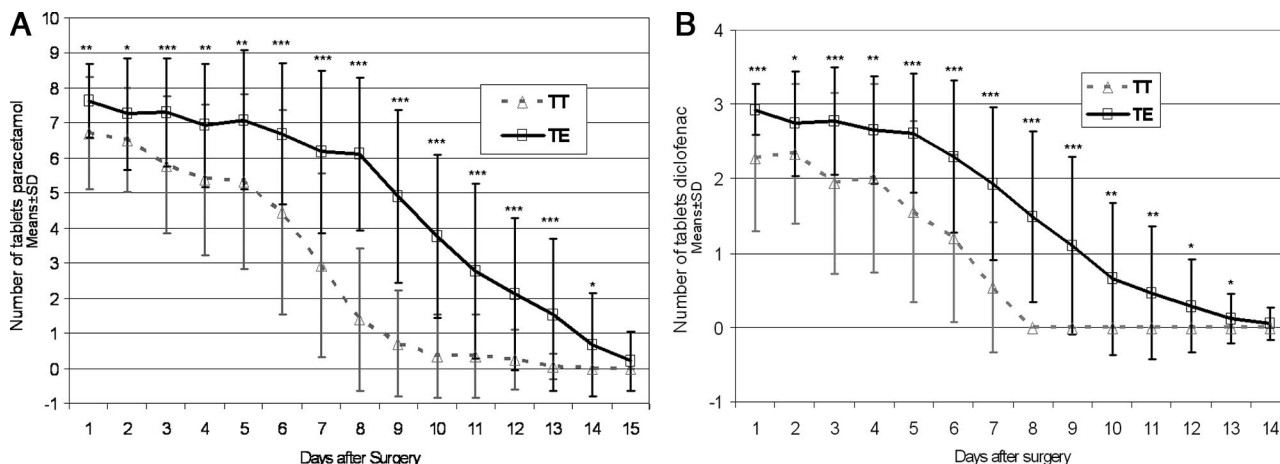 A
Number of tablets paracetamol
Means±SD
10
9
8
7
6
5
4
3
2
1
0
-1
** * *** ** ** *** *** *** *** *** *** *** *** *
TT
TE
1 2 3 4 5 6 7 8 9 10 11 12 13 14 15
Days after Surgery
B
Number of tablets diclofenac
Means±SD
4
3
2
1
0
-1
*** * *** ** *** *** *** *** *** ** ** * *
TT
TE
1 2 3 4 5 6 7 8 9 10 11 12 13 14
Days after surgery